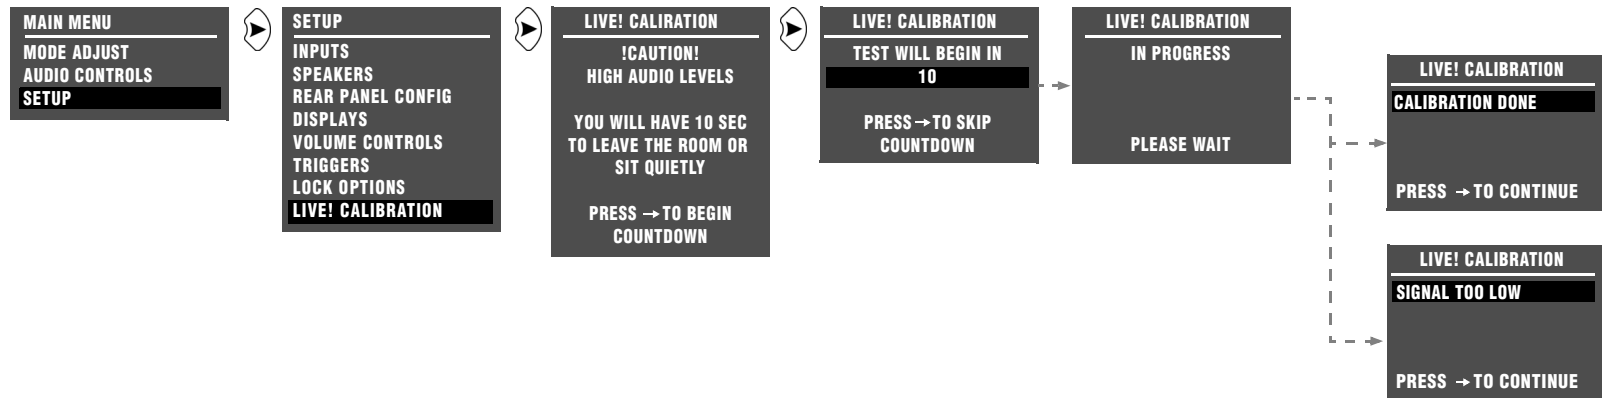 MAIN MENU
MODE ADJUST
AUDIO CONTROLS
SETUP
SETUP
INPUTS
SPEAKERS
REAR PANEL CONFIG
DISPLAYS
VOLUME CONTROLS
TRIGGERS
LOCK OPTIONS
LIVE! CALIBRATION
LIVE! CALIRATION
!CAUTION!
HIGH AUDIO LEVELS
YOU WILL HAVE 10 SEC
TO LEAVE THE ROOM OR
SIT QUIETLY
PRESS → TO BEGIN
COUNTDOWN
LIVE! CALIBRATION
TEST WILL BEGIN IN
10
PRESS → TO SKIP
COUNTDOWN
LIVE! CALIBRATION
IN PROGRESS
PLEASE WAIT
LIVE! CALIBRATION
CALIBRATION DONE
PRESS → TO CONTINUE
LIVE! CALIBRATION
SIGNAL TOO LOW
PRESS → TO CONTINUE